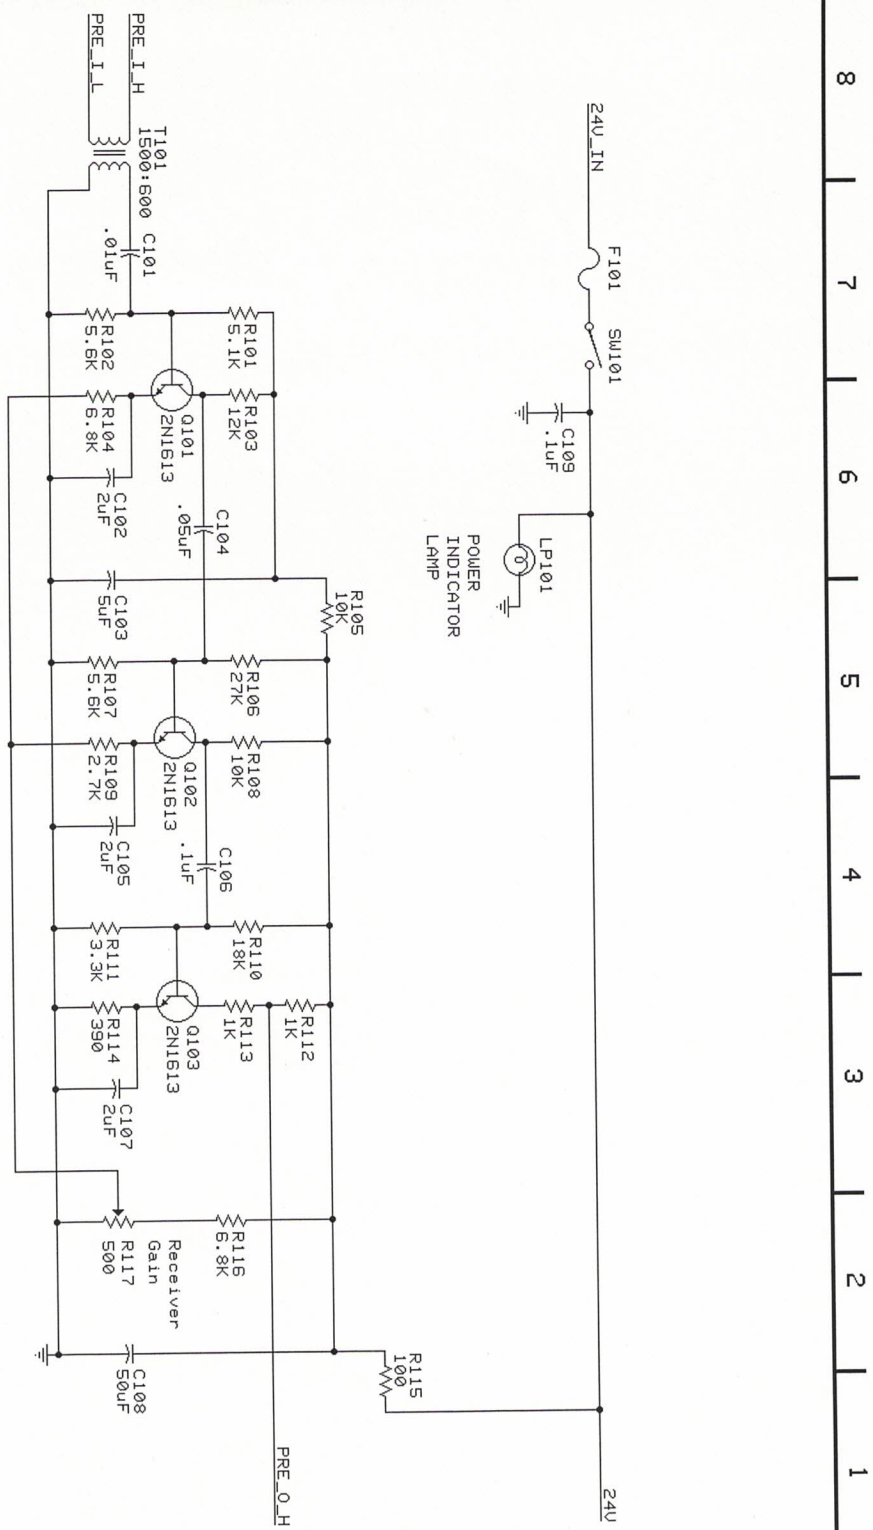 8
7
6
5
4
3
2
1
24V_IN
F101
SW101
C109
.1uF
LP101
POWER
INDICATOR
LAMP
24V
PRE_I_H
PRE_I_L
T101
1500:600
C101
.01uF
R101
5.1K
R102
5.6K
R103
12K
Q101
2N1613
R104
6.8K
C102
2uF
C104
.05uF
C103
5uF
R105
10K
R106
27K
R107
5.6K
R108
10K
Q102
2N1613
R109
2.7K
C105
2uF
C106
.1uF
R110
18K
R111
3.3K
R112
1K
R113
1K
Q103
2N1613
R114
390
C107
2uF
R116
6.8K
Receiver
Gain
R117
500
C108
50uF
R115
100
PRE_O_H